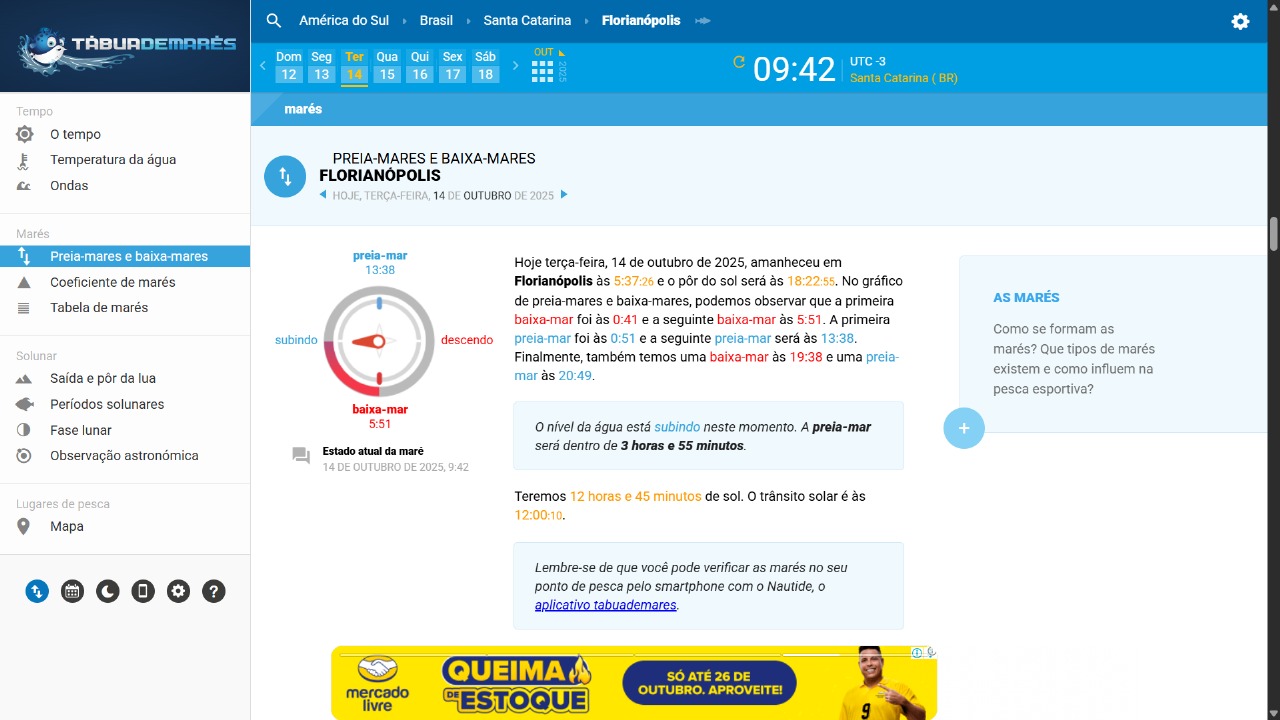 TÁBUADEMARÉS
América do Sul Brasil Santa Catarina Florianópolis
Dom Seg Ter Qua Qui Sex Sáb
12 13 14 15 16 17 18
OUT
2025
09:42
UTC -3
Santa Catarina ( BR)
marés
Tempo
O tempo
Temperatura da água
Ondas
Marés
Preia-mares e baixa-mares
Coeficiente de marés
Tabela de marés
Solunar
Saída e pôr da lua
Períodos solunares
Fase lunar
Observação astronómica
Lugares de pesca
Mapa
?
PREIA-MARES E BAIXA-MARES
FLORIANÓPOLIS
HOJE, TERÇA-FEIRA, 14 DE OUTUBRO DE 2025
preia-mar
13:38
subindo
descendo
baixa-mar
5:51
Estado atual da maré
14 DE OUTUBRO DE 2025, 9:42
Hoje terça-feira, 14 de outubro de 2025, amanheceu em
Florianópolis às 5:37:26 e o pôr do sol será às 18:22:55. No gráfico
de preia-mares e baixa-mares, podemos observar que a primeira
baixa-mar foi às 0:41 e a seguinte baixa-mar às 5:51. A primeira
preia-mar foi às 0:51 e a seguinte preia-mar será às 13:38.
Finalmente, também temos uma baixa-mar às 19:38 e uma preia-
mar às 20:49.
O nível da água está subindo neste momento. A preia-mar
será dentro de 3 horas e 55 minutos.
Teremos 12 horas e 45 minutos de sol. O trânsito solar é às
12:00:10.
Lembre-se de que você pode verificar as marés no seu
ponto de pesca pelo smartphone com o Nautide, o
aplicativo tabuademares.
AS MARÉS
Como se formam as
marés? Que tipos de marés
existem e como influem na
pesca esportiva?
+
mercado
livre
QUEIMA
DE ESTOQUE
SÓ ATÉ 26 DE
OUTUBRO. APROVEITE!
9